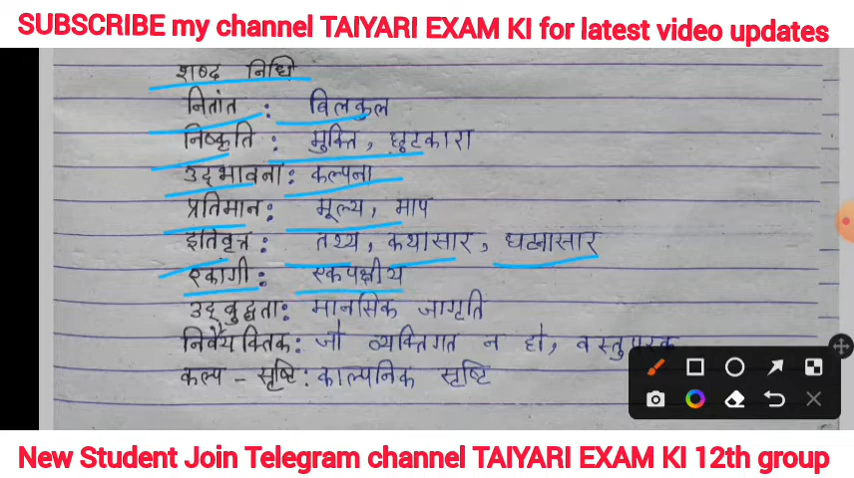 SUBSCRIBE my channel TAIYARI EXAM KI for latest video updates
शब्द निधि
नितांत : बिलकुल
निष्कृति : मुक्ति, छुटकारा
उद्भावना : कल्पना
प्रतिमान : मूल्य, माप
इतिवृत्त : तथ्य, कथासार, घटनासार
एकांगी : एकपक्षीय
उद्बुद्धता : मानसिक जागृति
निर्वैयक्तिक : जो व्यक्तिगत न हो, वस्तुपरक
कल्प - सृष्टि : काल्पनिक सृष्टि
New Student Join Telegram channel TAIYARI EXAM KI 12th group